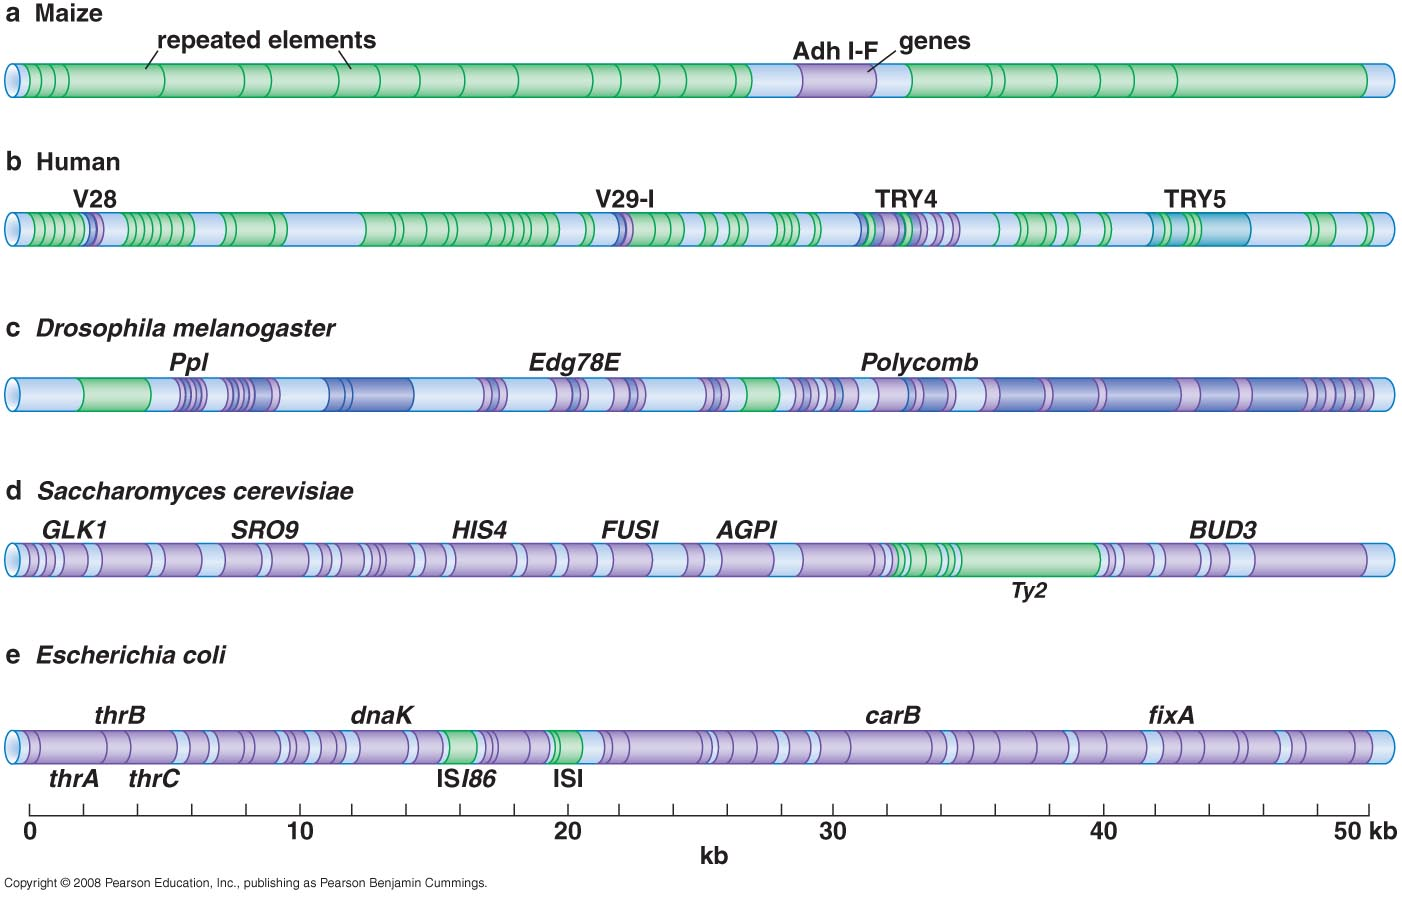 a Maize
repeated elements
Adh I-F genes
b Human
V28 V29-I TRY4 TRY5
c Drosophila melanogaster
Ppl Edg78E Polycomb
d Saccharomyces cerevisiae
GLK1 SRO9 HIS4 FUSI AGPI BUD3
Ty2
e Escherichia coli
thrB dnaK carB fixA
thrA thrC ISI86 ISI
0 10 20 30 40 50 kb
kb
Copyright © 2008 Pearson Education, Inc., publishing as Pearson Benjamin Cummings.